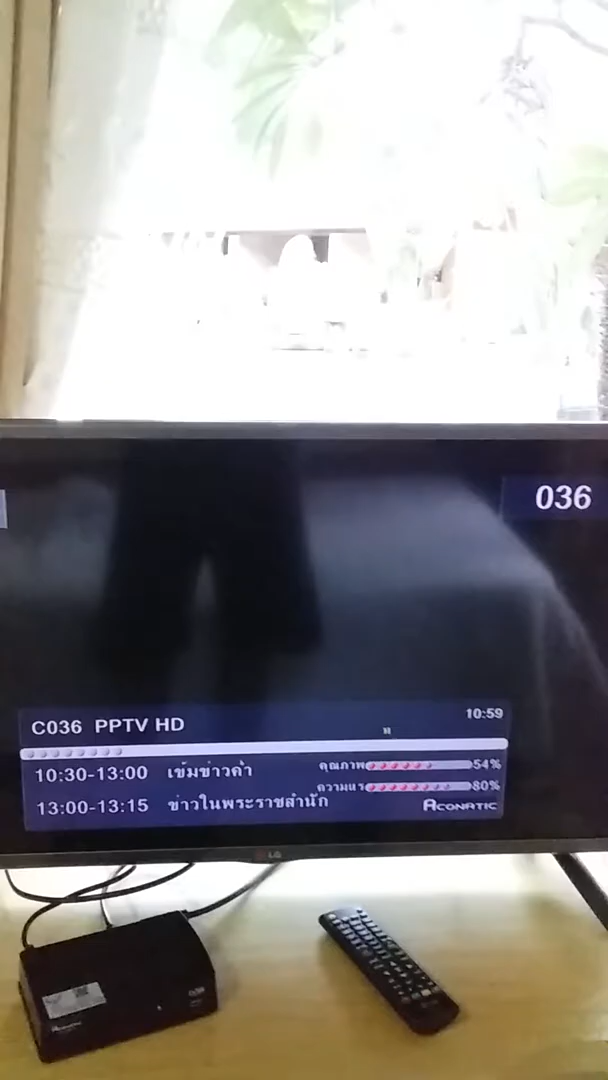 036
C036 PPTV HD
10:59
10:30-13:00 เข้มข่าวค่ำ
คุณภาพ 54%
ความแรง 80%
13:00-13:15 ข่าวในพระราชสำนัก
ACONATIC
LG